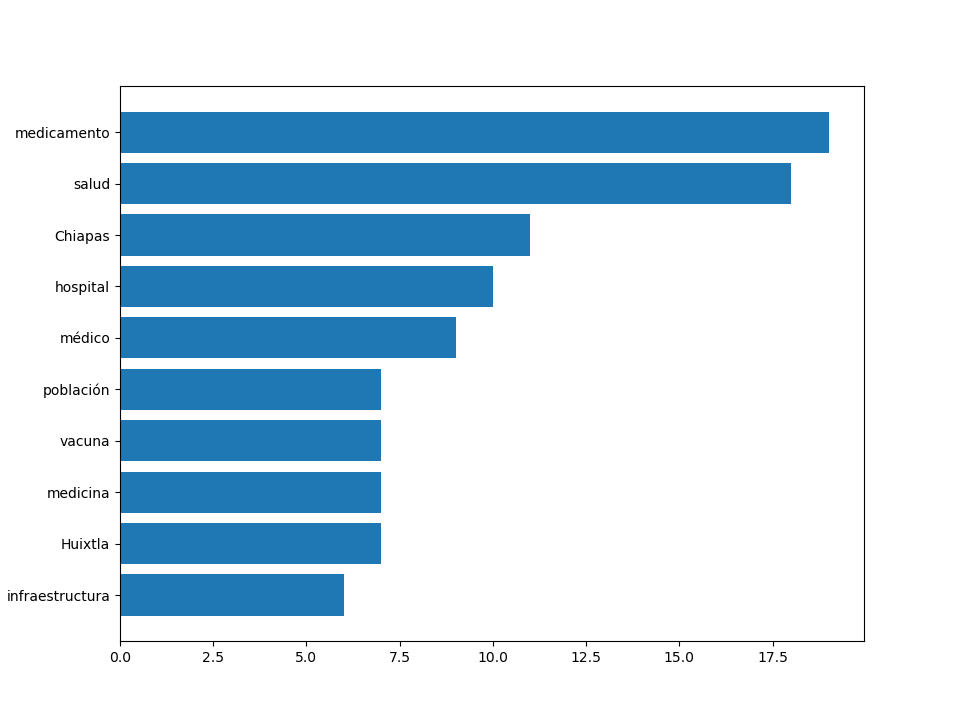 medicamento
salud
Chiapas
hospital
médico
población
vacuna
medicina
Huixtla
infraestructura
0.0 2.5 5.0 7.5 10.0 12.5 15.0 17.5